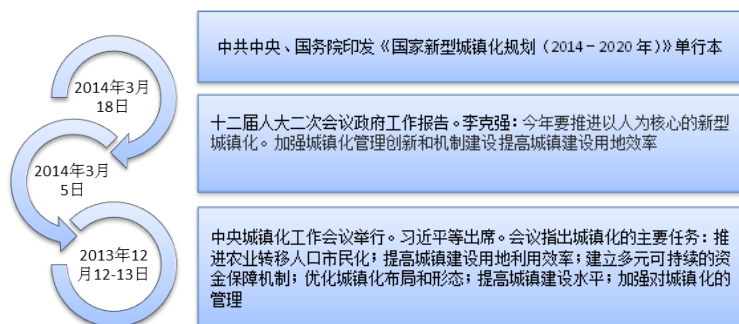 2014年3月
18日
中共中央、国务院印发《国家新型城镇化规划（2014－2020 年）》单行本
2014年3月
5日
十二届人大二次会议政府工作报告。李克强：今年要推进以人为核心的新型
城镇化。加强城镇化管理创新和机制建设提高城镇建设用地效率
2013年12
月12-13日
中央城镇化工作会议举行。习近平等出席。会议指出城镇化的主要任务：推
进农业转移人口市民化；提高城镇建设用地利用效率；建立多元可持续的资
金保障机制；优化城镇化布局和形态；提高城镇建设水平；加强对城镇化的
管理